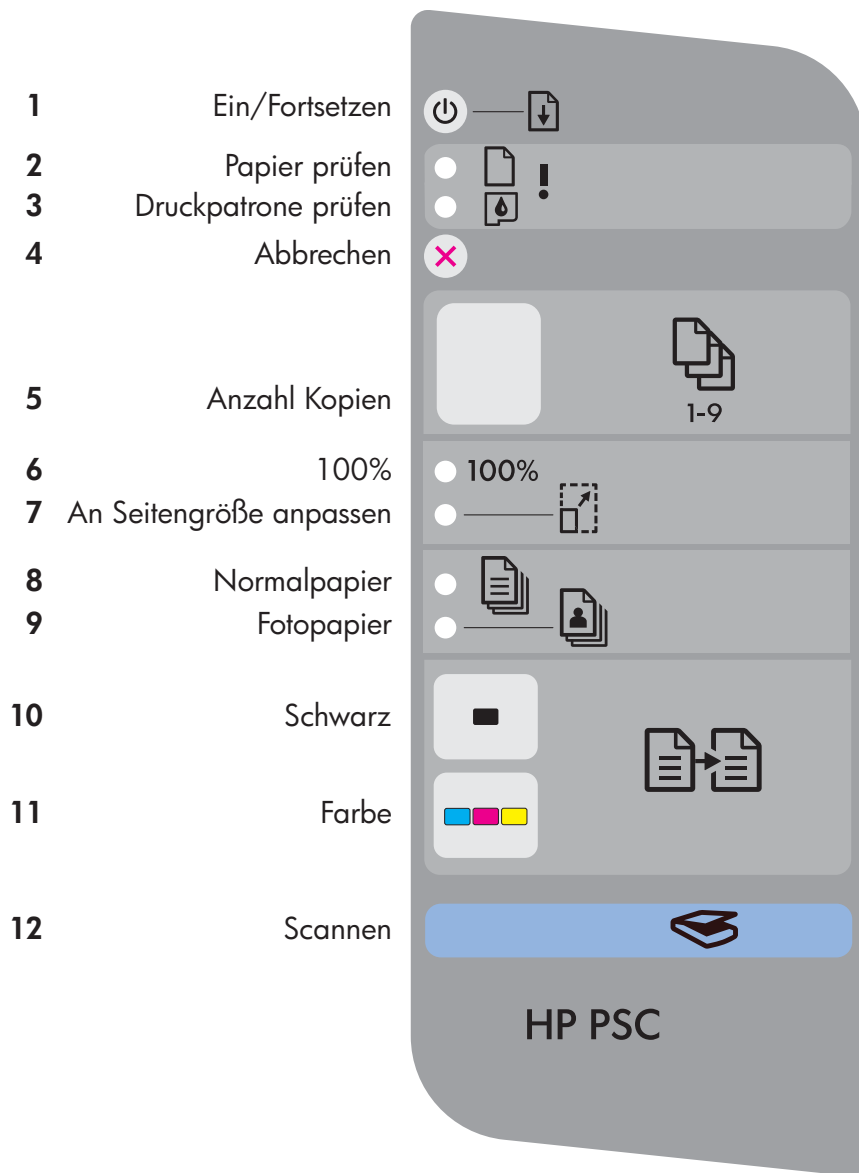 1 Ein/Fortsetzen
2 Papier prüfen
3 Druckpatrone prüfen
4 Abbrechen
5 Anzahl Kopien
1-9
6 100% 100%
7 An Seitengröße anpassen
8 Normalpapier
9 Fotopapier
10 Schwarz
11 Farbe
12 Scannen
HP PSC